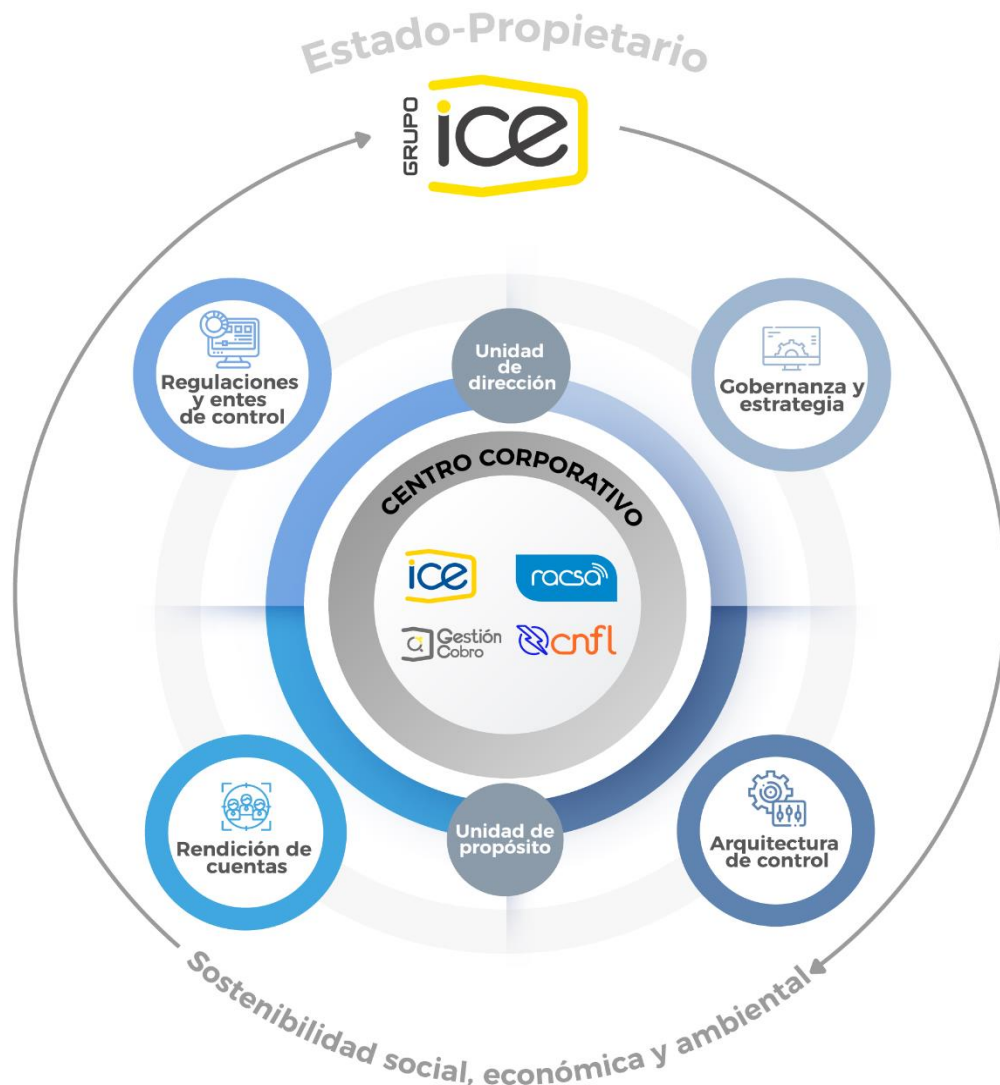 Estado-Propietario
GRUPO
ice
Regulaciones
y entes
de control
Unidad
de
dirección
Gobernanza y
estrategia
CENTRO CORPORATIVO
ice
racsa
Gestión
Cobro
cnfl
Rendición de
cuentas
Unidad de
propósito
Arquitectura
de control
Sostenibilidad social, económica y ambiental